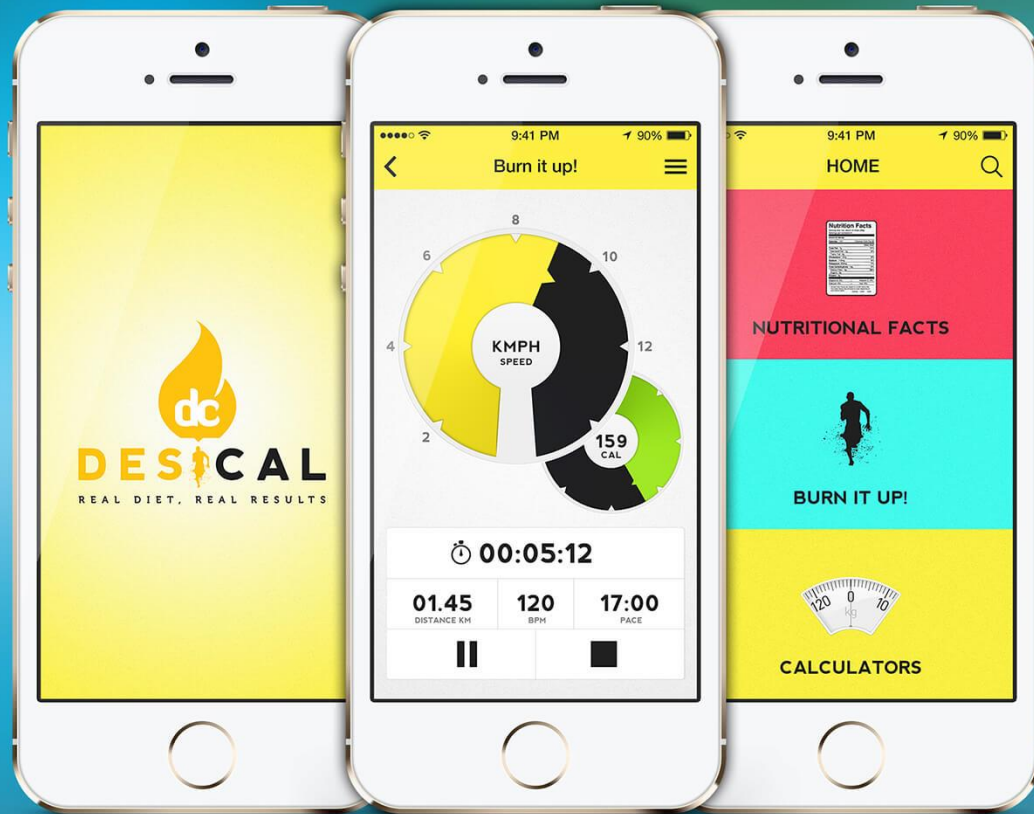 dc
DESICAL
REAL DIET, REAL RESULTS
9:41 PM
90%
Burn it up!
8
6
10
4
12
2
KMPH
SPEED
159
CAL
00:05:12
01.45
120
17:00
DISTANCE KM
BPM
PACE
9:41 PM
90%
HOME
Nutrition Facts
NUTRITIONAL FACTS
BURN IT UP!
120 0 10
kg
CALCULATORS